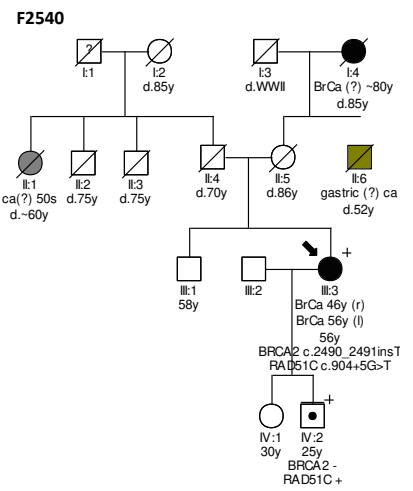 F2540
?
I:1
I:2
d.85y
I:3
d.WWII
I:4
BrCa (?) ~80y
d.85y
II:1
ca(?) 50s
d.~60y
II:2
d.75y
II:3
d.75y
II:4
d.70y
II:5
d.86y
II:6
gastric (?) ca
d.52y
+
III:1
58y
III:2
III:3
BrCa 46y (r)
BrCa 56y (l)
56y
BRCA2 c.2490_2491insT
RAD51C c.904+5G>T
+
IV:1
30y
IV:2
25y
BRCA2 -
RAD51C +